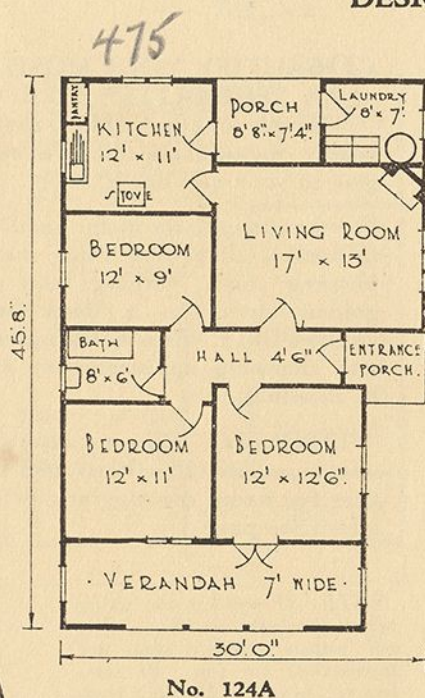 DESI
475
PANTRY
KITCHEN
12' x 11'
STOVE
PORCH
8'8" x 7'4"
LAUNDRY
8' x 7'
LIVING ROOM
17' x 13'
BEDROOM
12' x 9'
45'.8"
BATH
8' x 6'
HALL 4'6"
ENTRANCE
PORCH.
BEDROOM
12' x 11'
BEDROOM
12' x 12'6".
· VERANDAH 7' WIDE ·
30'.0"
No. 124A